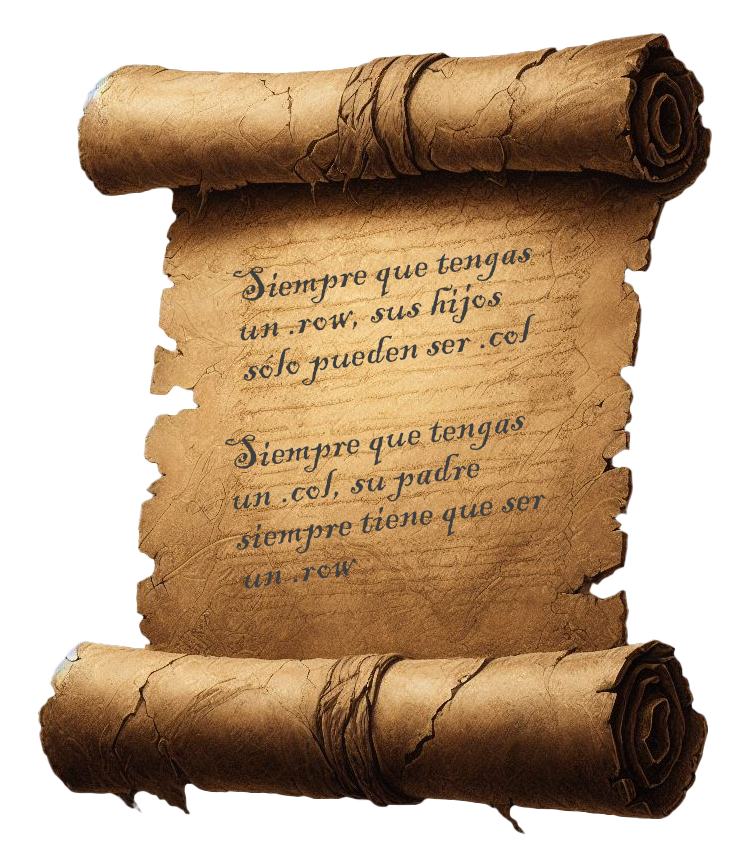 Siempre que tengas
un .row, sus hijos
sólo pueden ser .col
Siempre que tengas
un .col, su padre
siempre tiene que ser
un .row